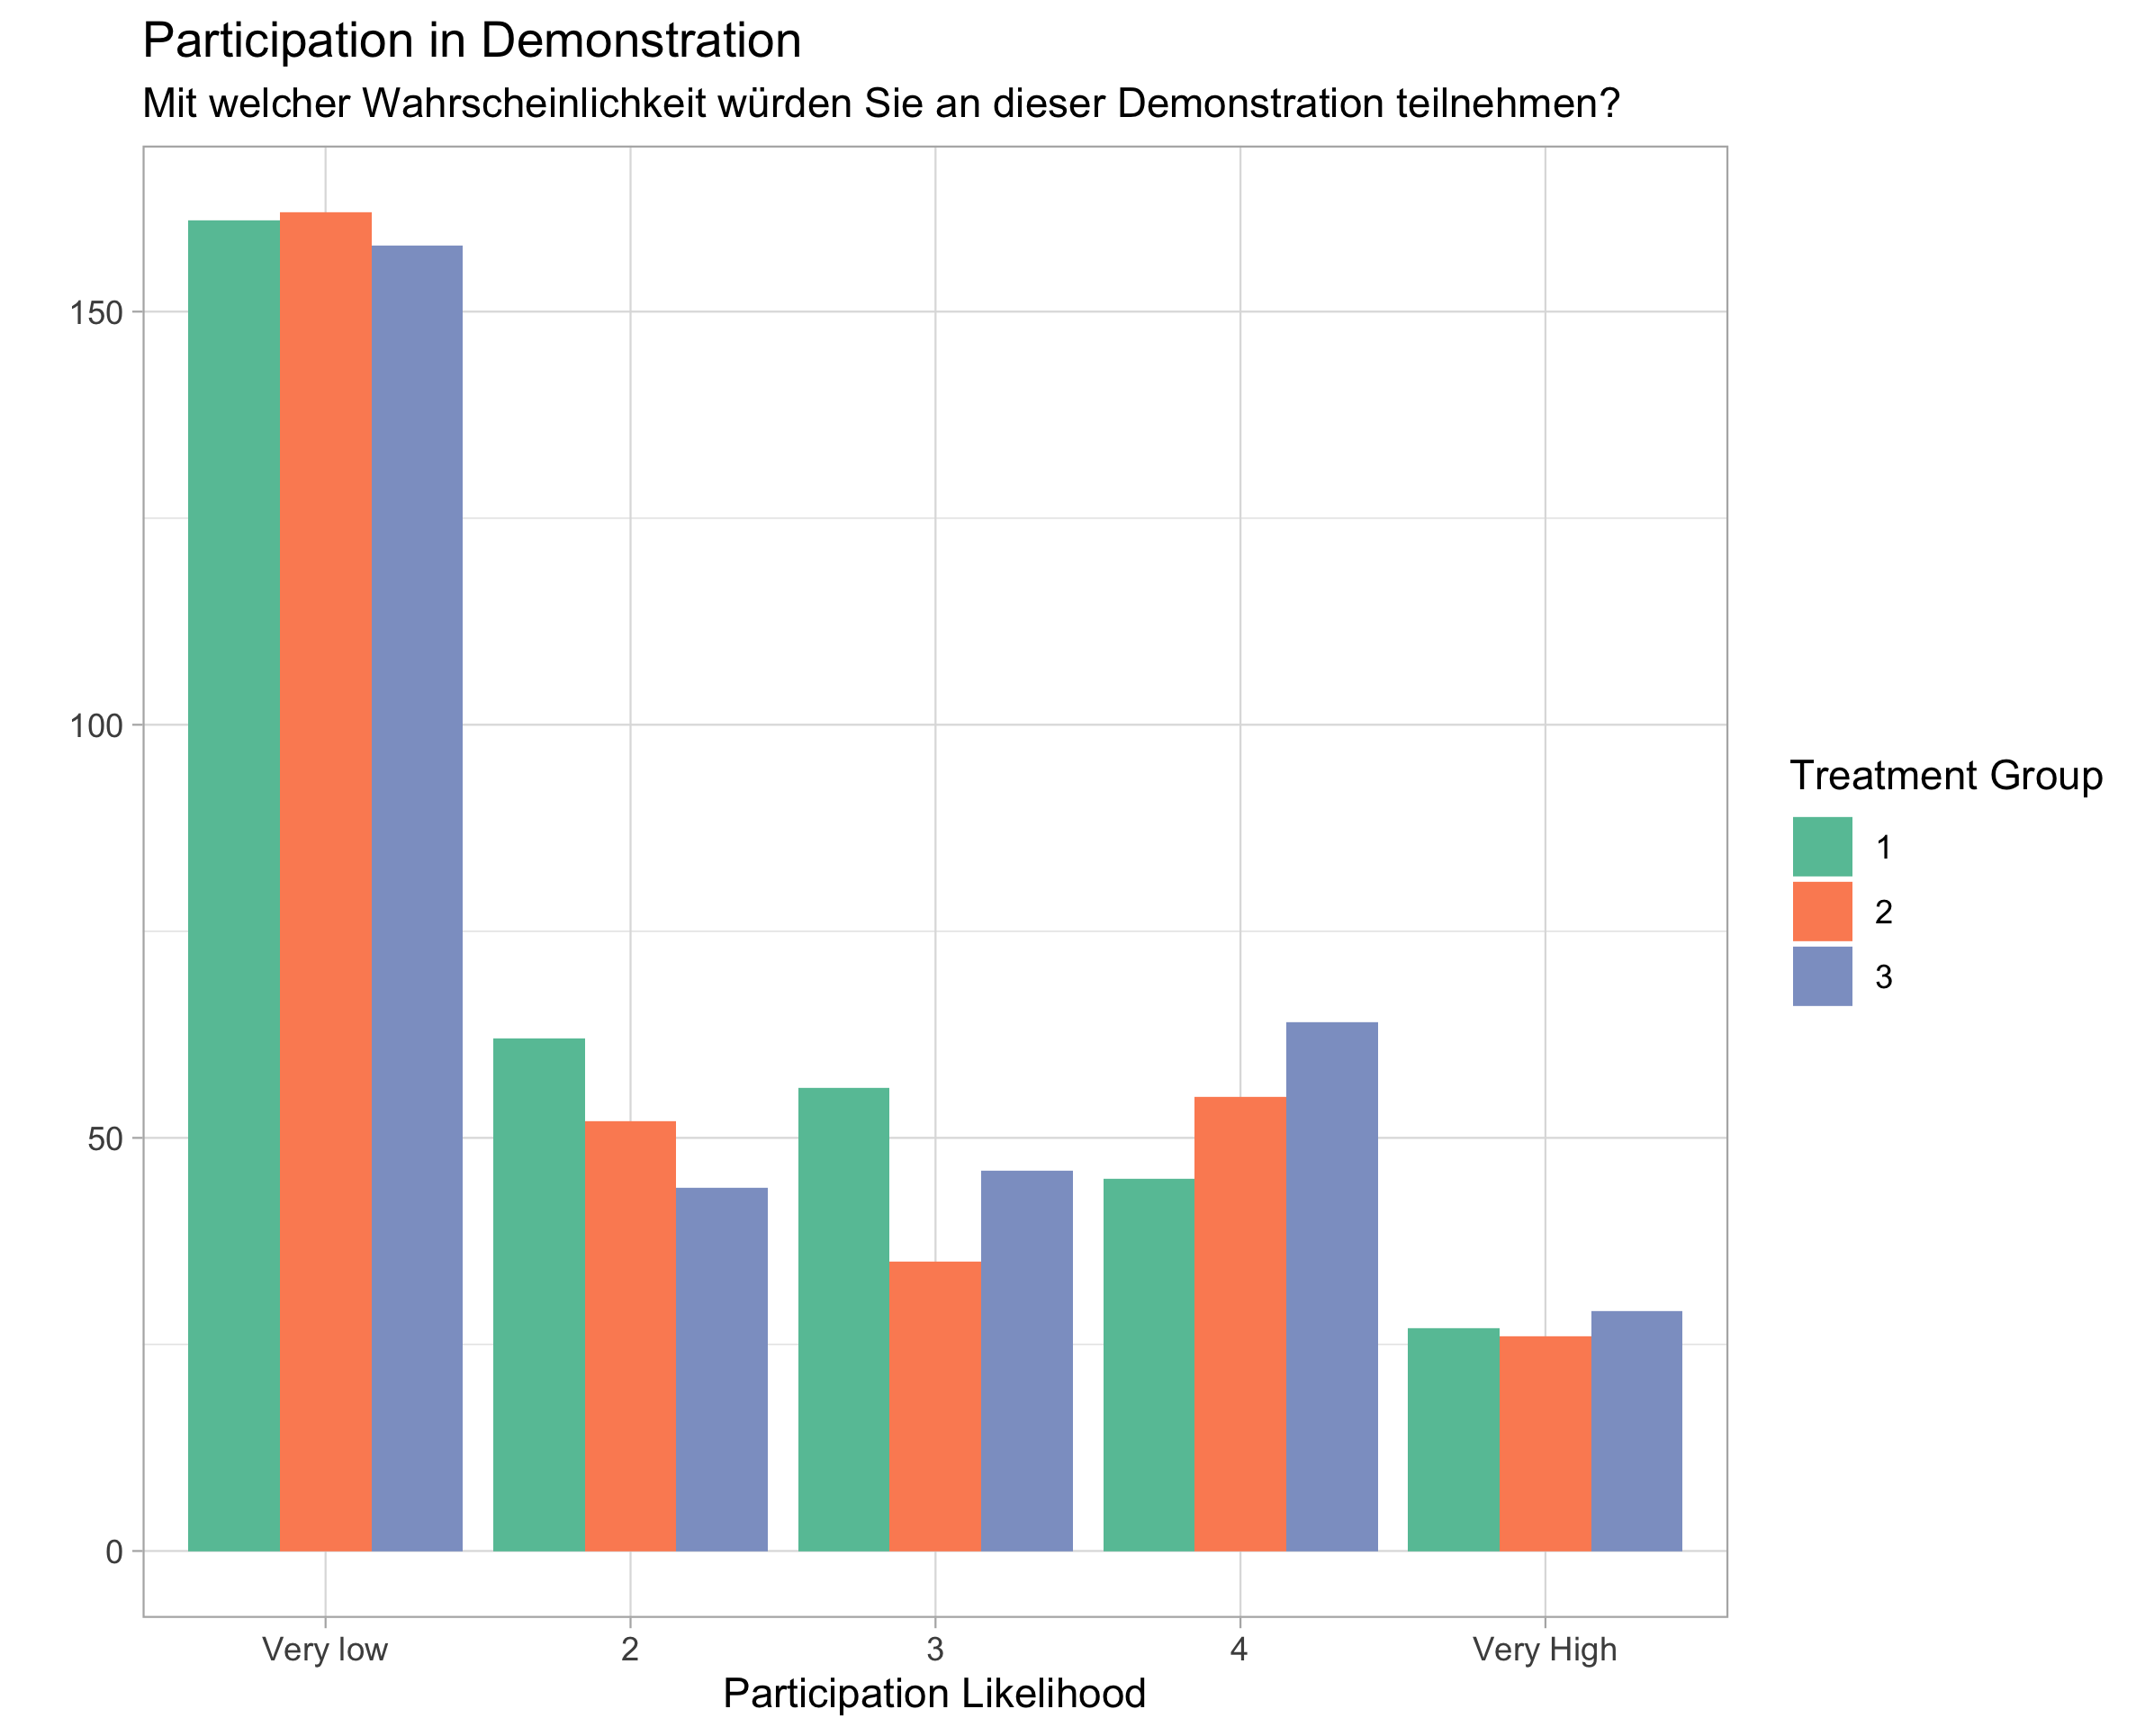 Participation in Demonstration
Mit welcher Wahrscheinlichkeit würden Sie an dieser Demonstration teilnehmen?
150
100
50
0
Very low
2
3
4
Very High
Participation Likelihood
Treatment Group
1
2
3